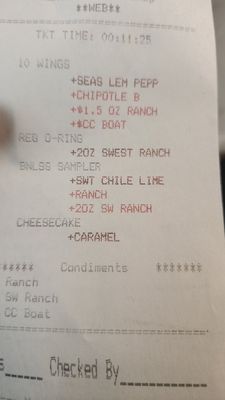 **WEB**
TKT TIME: 00:11:25
10 WINGS
+SEAS LEM PEPP
+CHIPOTLE B
+$1.5 OZ RANCH
+$CC BOAT
REG O-RING
+2OZ SWEST RANCH
BNLSS SAMPLER
+SWT CHILE LIME
+RANCH
+2OZ SW RANCH
CHEESECAKE
+CARAMEL
***** Condiments *******
Ranch
SW Ranch
CC Boat
s_____ Checked By____________